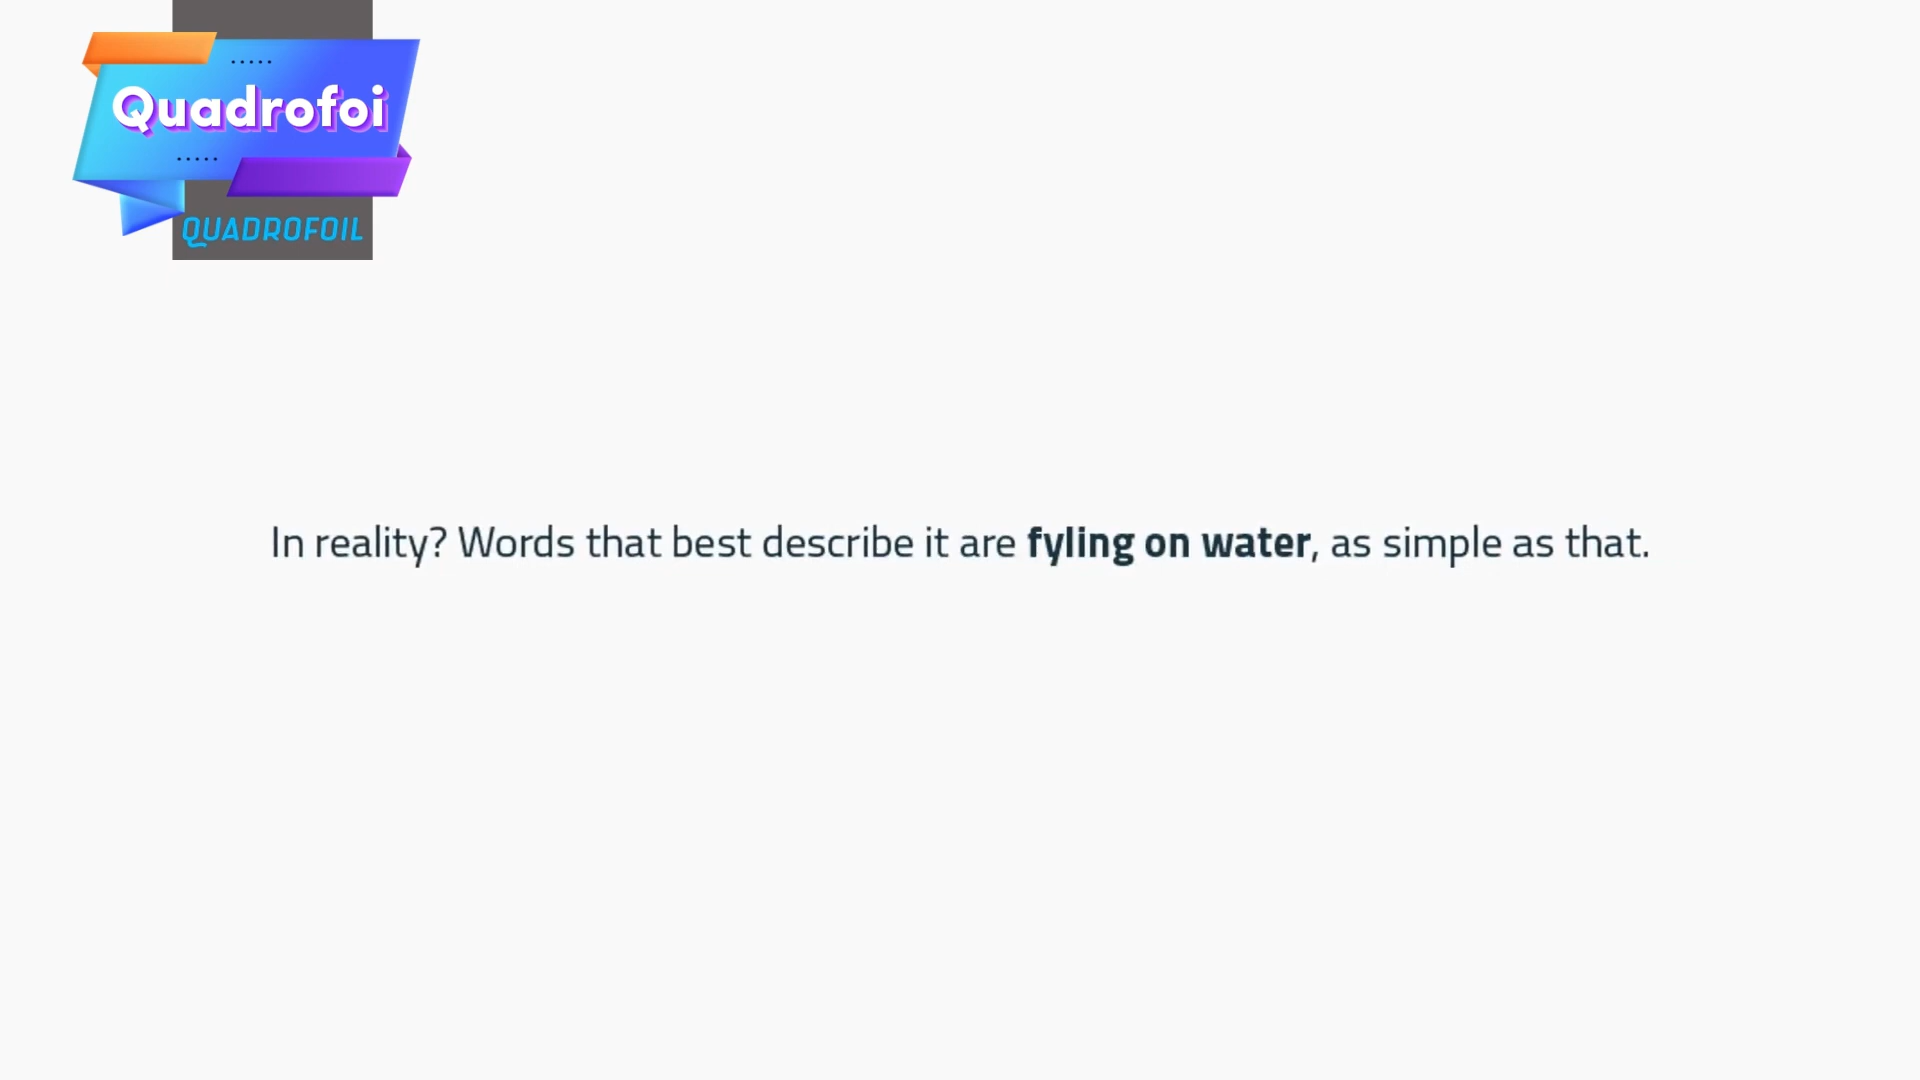 Quadrofoi
QUADROFOIL
In reality? Words that best describe it are fyling on water, as simple as that.